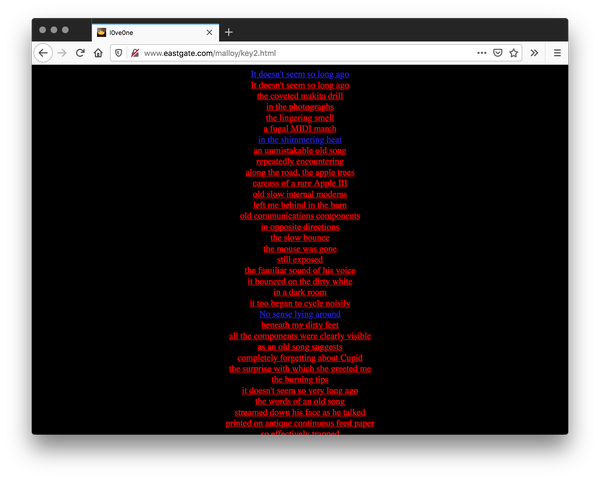 l0ve0ne
www.eastgate.com/malloy/key2.html
It doesn't seem so long ago
It doesn't seem so long ago
the coveted makita drill
in the photographs
the lingering smell
a fugal MIDI march
in the shimmering heat
an unmistakable old song
repeatedly encountering
along the road, the apple trees
carcass of a rare Apple III
old slow internal modems
left me behind in the barn
old communications components
in opposite directions
the slow bounce
the mouse was gone
still exposed
the familiar sound of his voice
it bounced on the dirty white
in a dark room
it too began to cycle noisily
No sense lying around
beneath my dirty feet
all the components were clearly visible
as an old song suggests
completely forgetting about Cupid
the surprise with which she greeted me
the burning tips
it doesn't seem so very long ago
the words of an old song
streamed down his face as he talked
printed on antique continuous feed paper
so effectively trapped